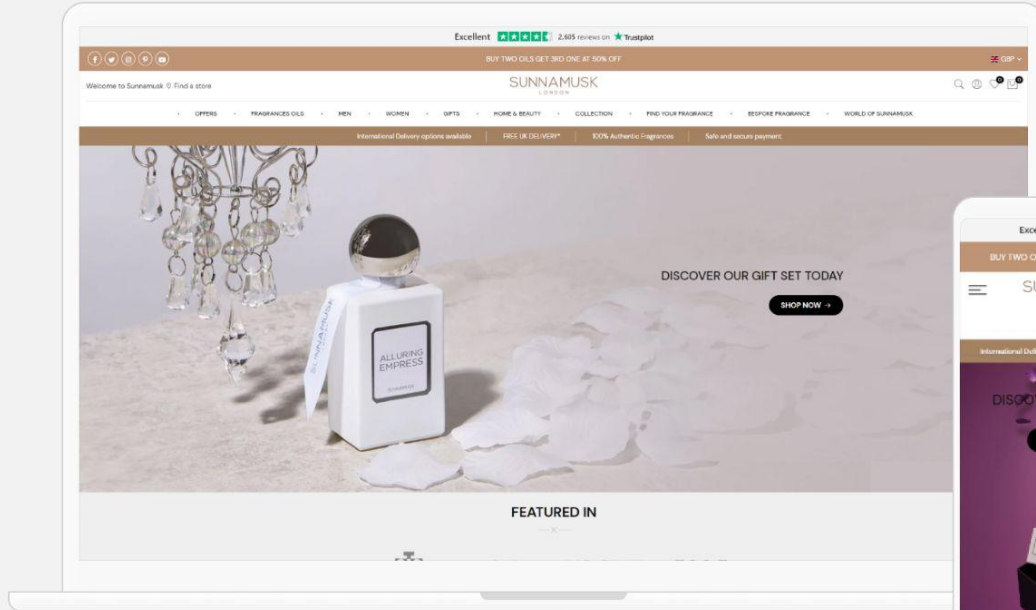 Excellent 2,605 reviews on Trustpilot
BUY TWO OILS GET 3RD ONE AT 50% OFF
GBP
Welcome to Sunnamusk Find a store
SUNNAMUSK
LONDON
0 0
OFFERS FRAGRANCES OILS MEN WOMEN GIFTS HOME & BEAUTY COLLECTION FIND YOUR FRAGRANCE BESPOKE FRAGRANCE WORLD OF SUNNAMUSK
International Delivery options available FREE UK DELIVERY* 100% Authentic Fragrances Safe and secure payment
DISCOVER OUR GIFT SET TODAY
SHOP NOW →
SUNNAMUSK
ALLURING
EMPRESS
SUNNAMUSK
FEATURED IN
Exce
BUY TWO O
SU
International Deli
DISCO